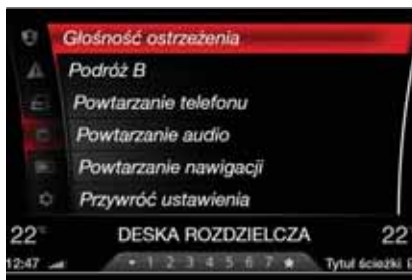 Głośność ostrzeżenia
Podróż B
Powtarzanie telefonu
Powtarzanie audio
Powtarzanie nawigacji
Przywróć ustawienia
22° DESKA ROZDZIELCZA 22
12:47 • 1 2 3 4 5 6 7 ★ Tytuł ścieżki